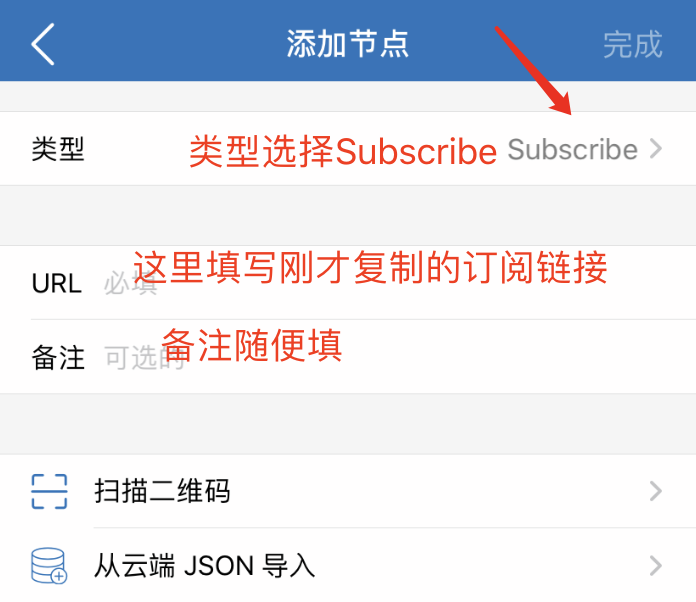 添加节点 完成
类型 类型选择Subscribe Subscribe
URL 必填 这里填写刚才复制的订阅链接
备注 可选的 备注随便填
扫描二维码
从云端 JSON 导入